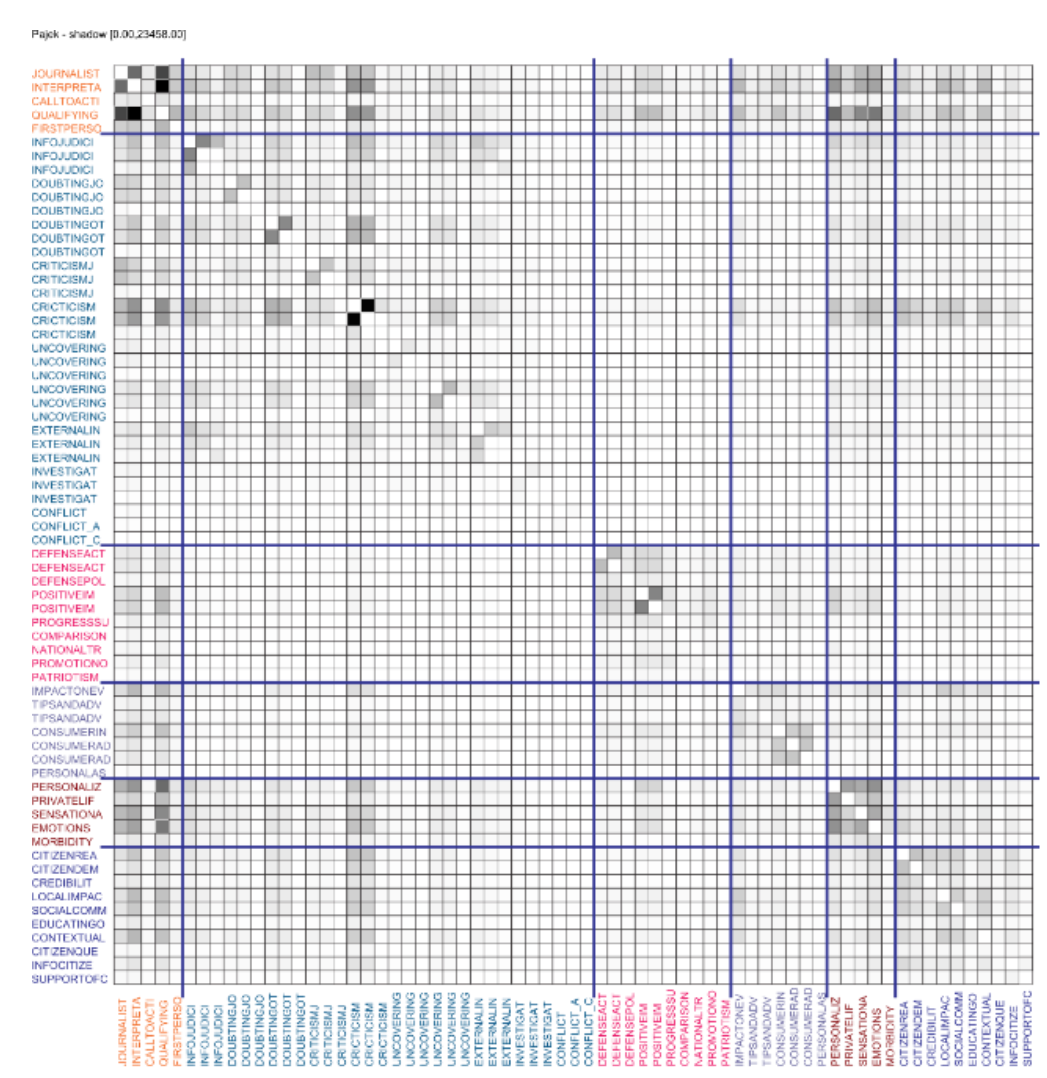 Pajek - shadow [0.00,23458.00]
JOURNALIST
INTERPRETA
CALLTOACTI
QUALIFYING
FIRSTPERSO
INFOJUDICI
INFOJUDICI
INFOJUDICI
DOUBTINGJO
DOUBTINGJO
DOUBTINGJO
DOUBTINGOT
DOUBTINGOT
DOUBTINGOT
CRITICISMJ
CRITICISMJ
CRITICISMJ
CRICTICISM
CRICTICISM
CRICTICISM
UNCOVERING
UNCOVERING
UNCOVERING
UNCOVERING
UNCOVERING
UNCOVERING
EXTERNALIN
EXTERNALIN
EXTERNALIN
INVESTIGAT
INVESTIGAT
INVESTIGAT
CONFLICT
CONFLICT_A
CONFLICT_C
DEFENSEACT
DEFENSEACT
DEFENSEPOL
POSITIVEIM
POSITIVEIM
PROGRESSSU
COMPARISON
NATIONALTR
PROMOTIONO
PATRIOTISM
IMPACTONEV
TIPSANDADV
TIPSANDADV
CONSUMERIN
CONSUMERAD
CONSUMERAD
PERSONALAS
PERSONALIZ
PRIVATELIF
SENSATIONA
EMOTIONS
MORBIDITY
CITIZENREA
CITIZENDEM
CREDIBILIT
LOCALIMPAC
SOCIALCOMM
EDUCATINGO
CONTEXTUAL
CITIZENQUE
INFOCITIZE
SUPPORTOFC
JOURNALIST
INTERPRETA
CALLTOACTI
QUALIFYING
FIRSTPERSO
INFOJUDICI
INFOJUDICI
INFOJUDICI
DOUBTINGJO
DOUBTINGJO
DOUBTINGJO
DOUBTINGOT
DOUBTINGOT
DOUBTINGOT
CRITICISMJ
CRITICISMJ
CRITICISMJ
CRICTICISM
CRICTICISM
CRICTICISM
UNCOVERING
UNCOVERING
UNCOVERING
UNCOVERING
UNCOVERING
UNCOVERING
EXTERNALIN
EXTERNALIN
EXTERNALIN
INVESTIGAT
INVESTIGAT
INVESTIGAT
CONFLICT
CONFLICT_A
CONFLICT_C
DEFENSEACT
DEFENSEACT
DEFENSEPOL
POSITIVEIM
POSITIVEIM
PROGRESSSU
COMPARISON
NATIONALTR
PROMOTIONO
PATRIOTISM
IMPACTONEV
TIPSANDADV
TIPSANDADV
CONSUMERIN
CONSUMERAD
CONSUMERAD
PERSONALAS
PERSONALIZ
PRIVATELIF
SENSATIONA
EMOTIONS
MORBIDITY
CITIZENREA
CITIZENDEM
CREDIBILIT
LOCALIMPAC
SOCIALCOMM
EDUCATINGO
CONTEXTUAL
CITIZENQUE
INFOCITIZE
SUPPORTOFC